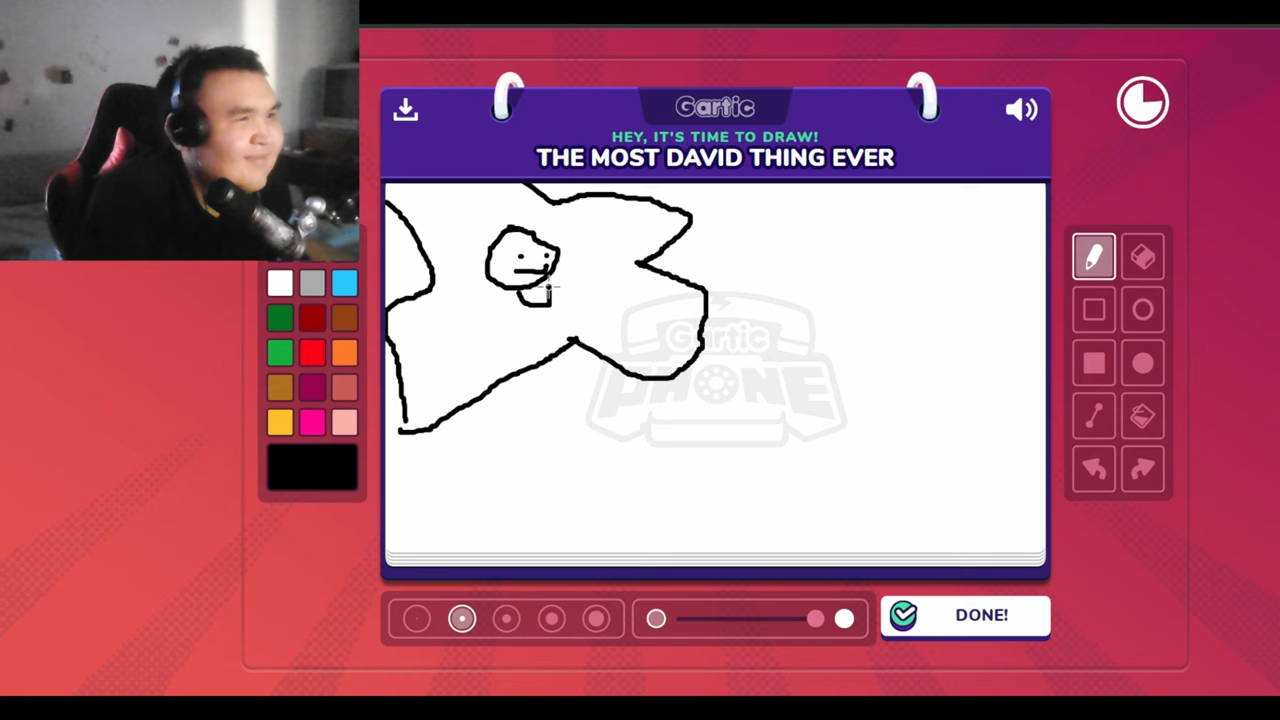 Gartic
HEY, IT'S TIME TO DRAW!
THE MOST DAVID THING EVER
Gartic
PHONE
DONE!